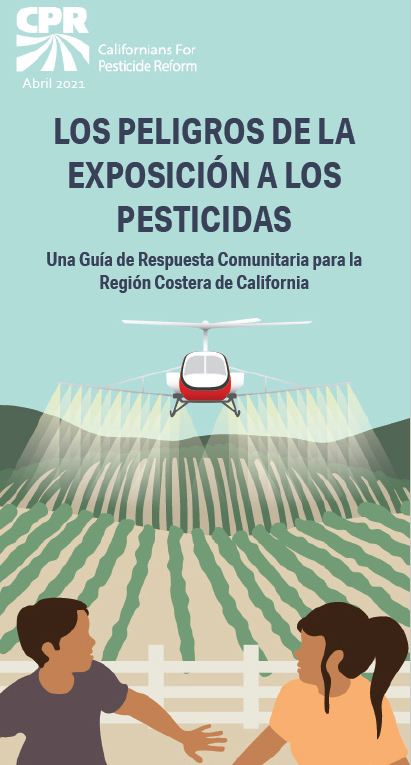 CPR
Californians For
Pesticide Reform
Abril 2021
LOS PELIGROS DE LA
EXPOSICIÓN A LOS
PESTICIDAS
Una Guía de Respuesta Comunitaria para la
Región Costera de California